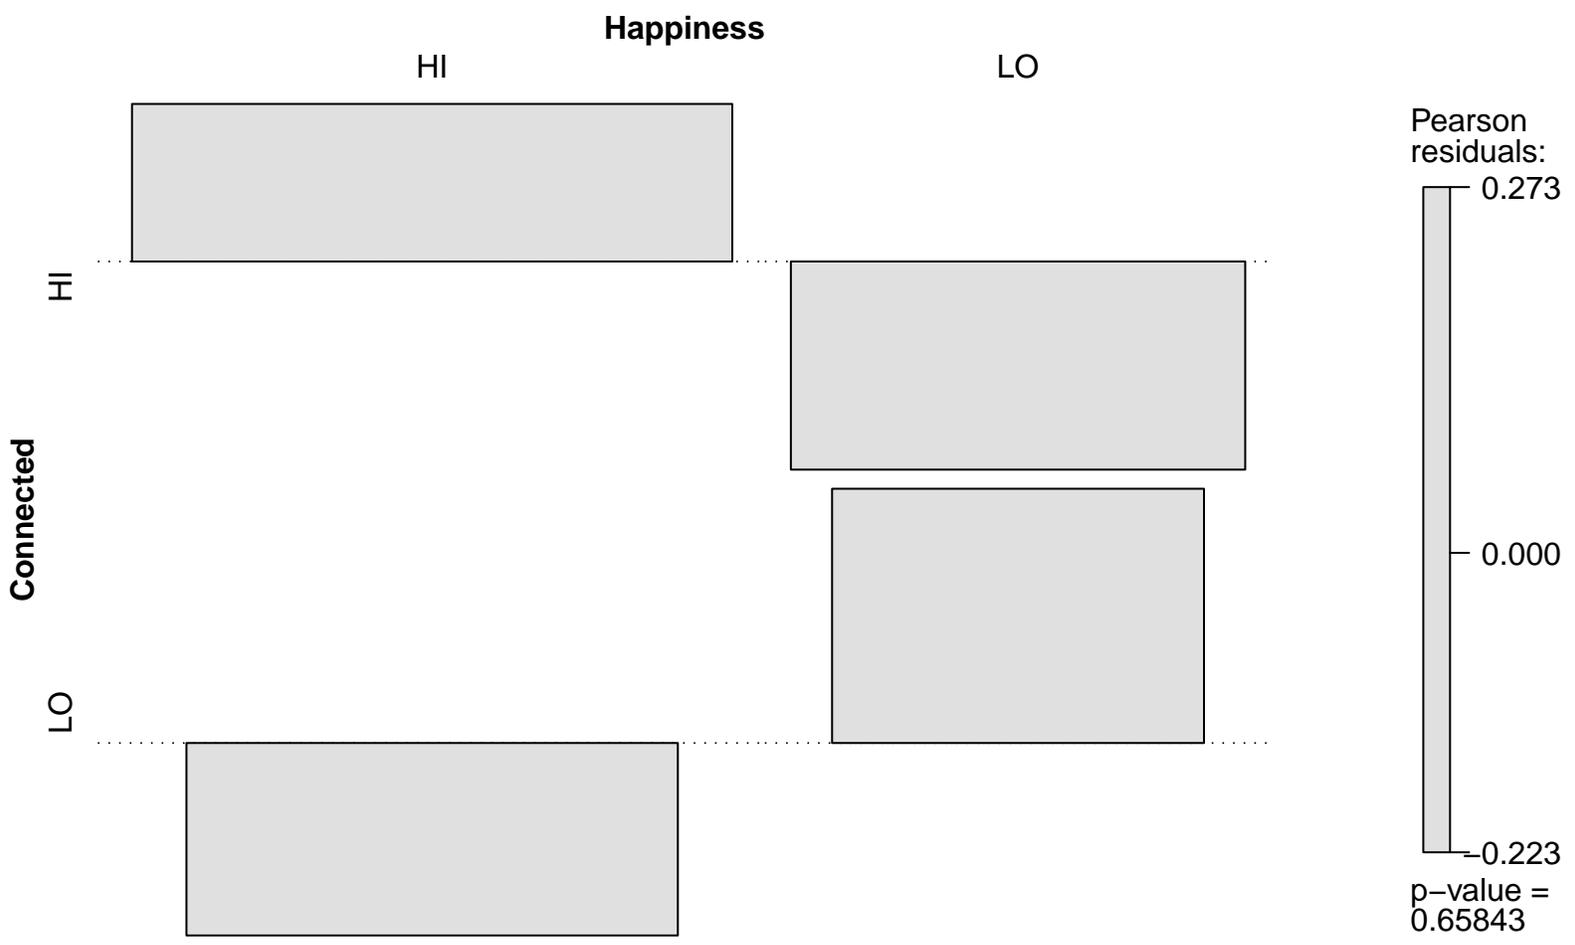 Happiness
HI LO
Pearson
residuals:
0.273
HI
Connected
0.000
LO
−0.223
p−value =
0.65843